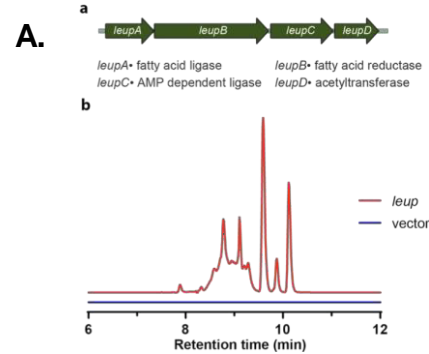 A.
a
leupA leupB leupC leupD
leupA• fatty acid ligase leupB• fatty acid reductase
leupC• AMP dependent ligase leupD• acetyltransferase
b
leup
vector
6 8 10 12
Retention time (min)